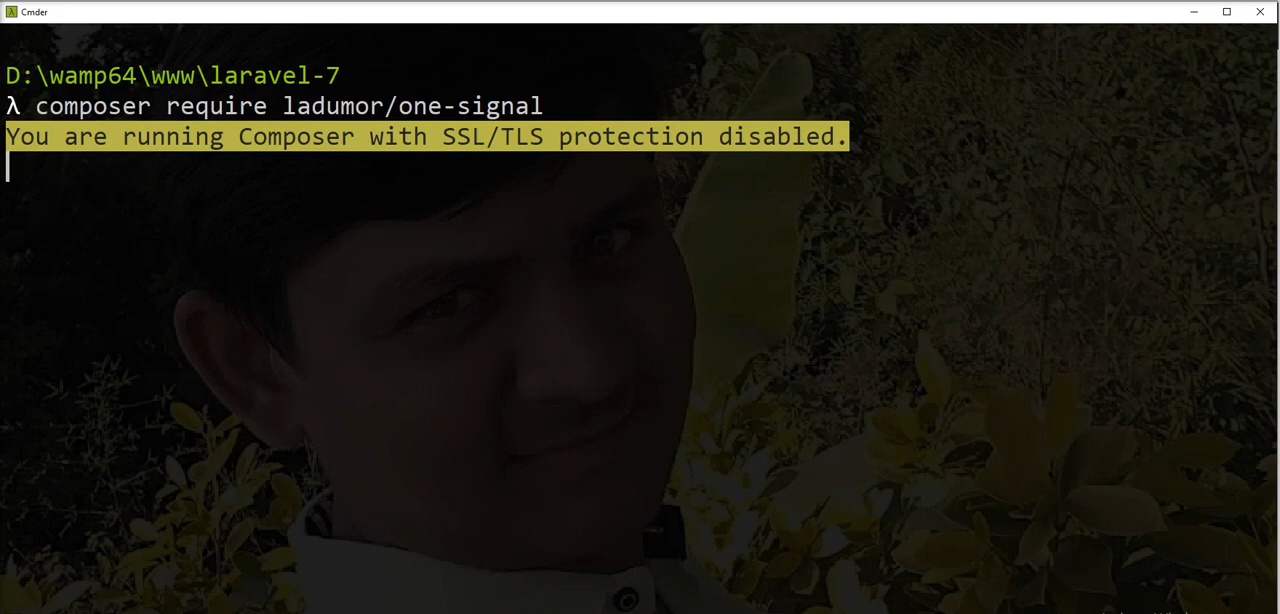 Cmder
D:\wamp64\www\laravel-7
λ composer require ladumor/one-signal
You are running Composer with SSL/TLS protection disabled.